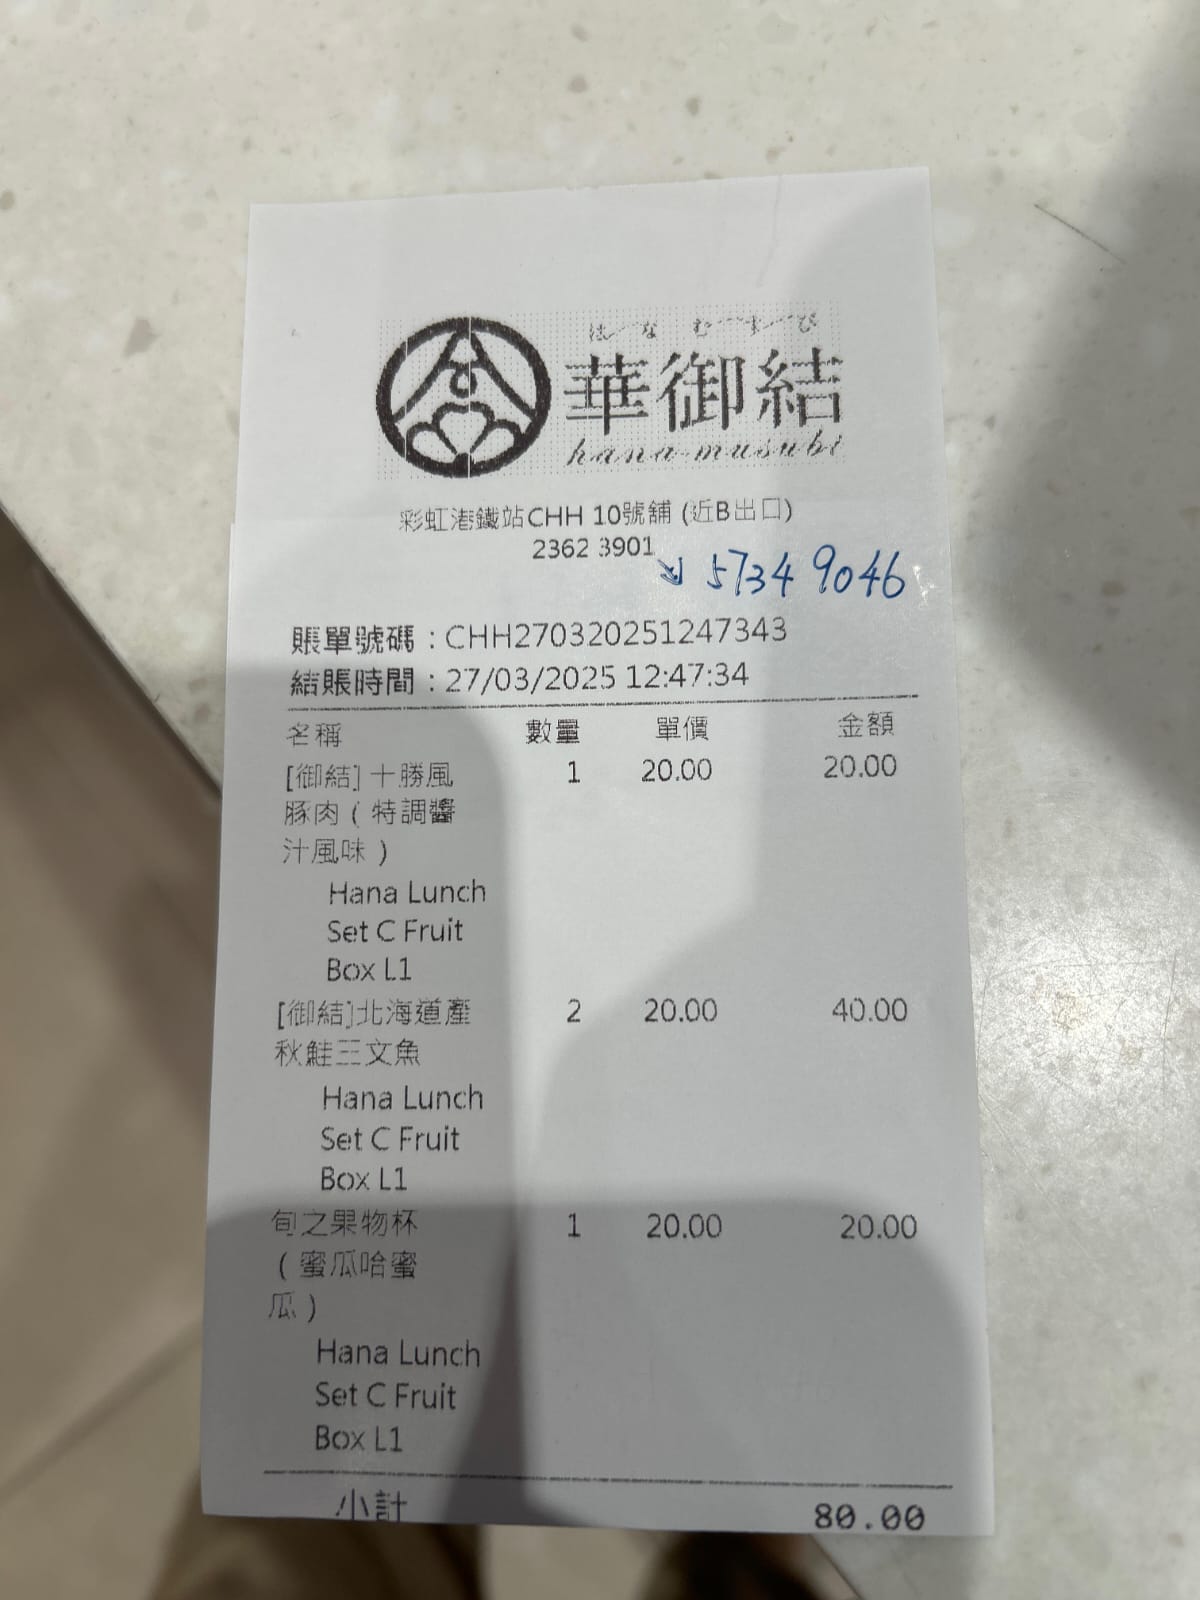 はなむすび
華御結
hana-musubi
彩虹港鐵站CHH 10號舖 (近B出口)
2362 3901
↘ 5734 9046
賬單號碼：CHH270320251247343
結賬時間：27/03/2025 12:47:34
名稱 數量 單價 金額
[御結] 十勝風 1 20.00 20.00
豚肉（特調醬
汁風味）
Hana Lunch
Set C Fruit
Box L1
[御結]北海道產 2 20.00 40.00
秋鮭三文魚
Hana Lunch
Set C Fruit
Box L1
旬之果物杯 1 20.00 20.00
（蜜瓜哈蜜
瓜）
Hana Lunch
Set C Fruit
Box L1
小計 80.00